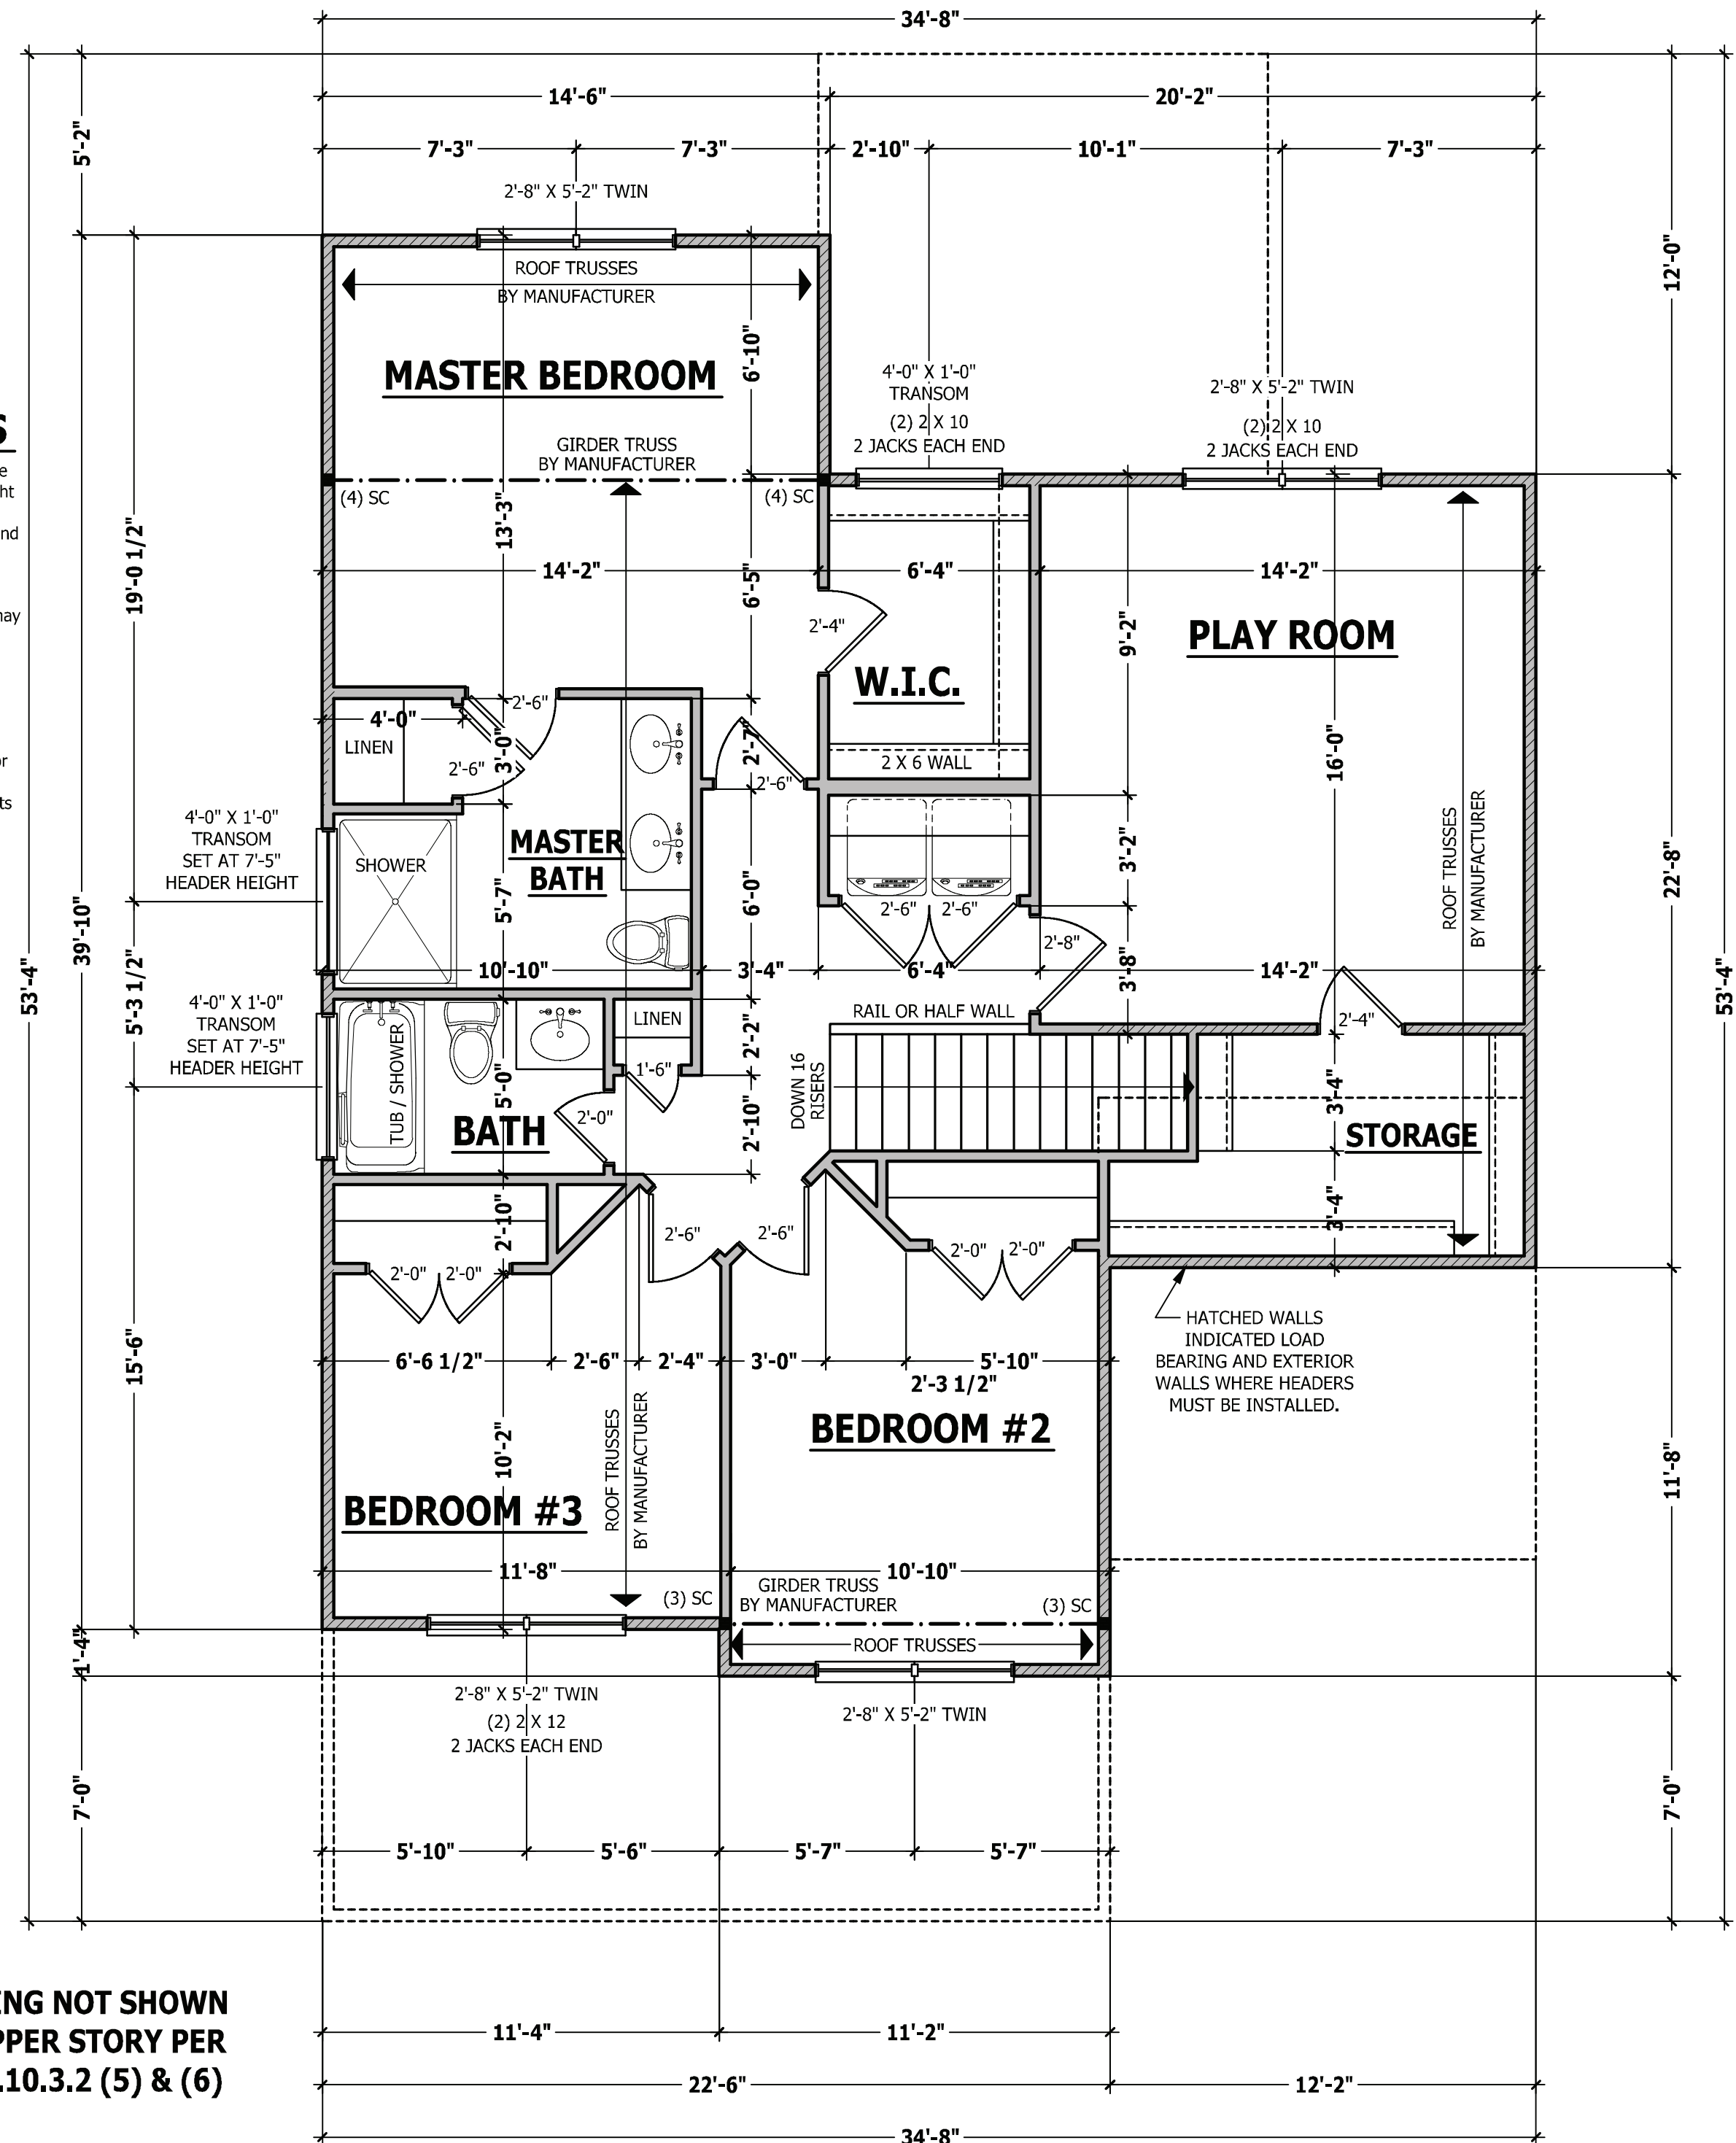 34'-8"
14'-6"
20'-2"
7'-3"
7'-3"
2'-10"
10'-1"
7'-3"
5'-2"
2'-8" X 5'-2" TWIN
12'-0"
ROOF TRUSSES
BY MANUFACTURER
6'-10"
MASTER BEDROOM
4'-0" X 1'-0"
TRANSOM
(2) 2 X 10
2 JACKS EACH END
2'-8" X 5'-2" TWIN
(2) 2 X 10
2 JACKS EACH END
GIRDER TRUSS
BY MANUFACTURER
(4) SC
(4) SC
13'-3"
19'-0 1/2"
14'-2"
6'-5"
6'-4"
14'-2"
2'-4"
9'-2"
PLAY ROOM
W.I.C.
2'-6"
4'-0"
LINEN
3'-0"
2'-6"
2'-7"
2'-6"
2 X 6 WALL
16'-0"
4'-0" X 1'-0"
TRANSOM
SET AT 7'-5"
HEADER HEIGHT
SHOWER
MASTER
BATH
5'-7"
6'-0"
3'-2"
2'-6"
2'-6"
ROOF TRUSSES
BY MANUFACTURER
22'-8"
39'-10"
53'-4"
53'-4"
2'-8"
10'-10"
3'-4"
6'-4"
3'-8"
14'-2"
5'-3 1/2"
4'-0" X 1'-0"
TRANSOM
SET AT 7'-5"
HEADER HEIGHT
TUB / SHOWER
LINEN
RAIL OR HALF WALL
2'-4"
2'-2"
1'-6"
5'-0"
DOWN 16
RISERS
3'-4"
BATH
2'-0"
2'-10"
STORAGE
2'-10"
2'-6"
2'-6"
3'-4"
2'-0"
2'-0"
2'-0"
2'-0"
HATCHED WALLS
INDICATED LOAD
BEARING AND EXTERIOR
WALLS WHERE HEADERS
MUST BE INSTALLED.
15'-6"
6'-6 1/2"
2'-6"
2'-4"
3'-0"
5'-10"
2'-3 1/2"
10'-2"
ROOF TRUSSES
BY MANUFACTURER
BEDROOM #2
11'-8"
BEDROOM #3
11'-8"
10'-10"
(3) SC
GIRDER TRUSS
BY MANUFACTURER
(3) SC
ROOF TRUSSES
1'-4"
2'-8" X 5'-2" TWIN
(2) 2 X 12
2 JACKS EACH END
2'-8" X 5'-2" TWIN
7'-0"
7'-0"
5'-10"
5'-6"
5'-7"
5'-7"
ING NOT SHOWN
PPER STORY PER
.10.3.2 (5) & (6)
11'-4"
11'-2"
22'-6"
12'-2"
34'-8"